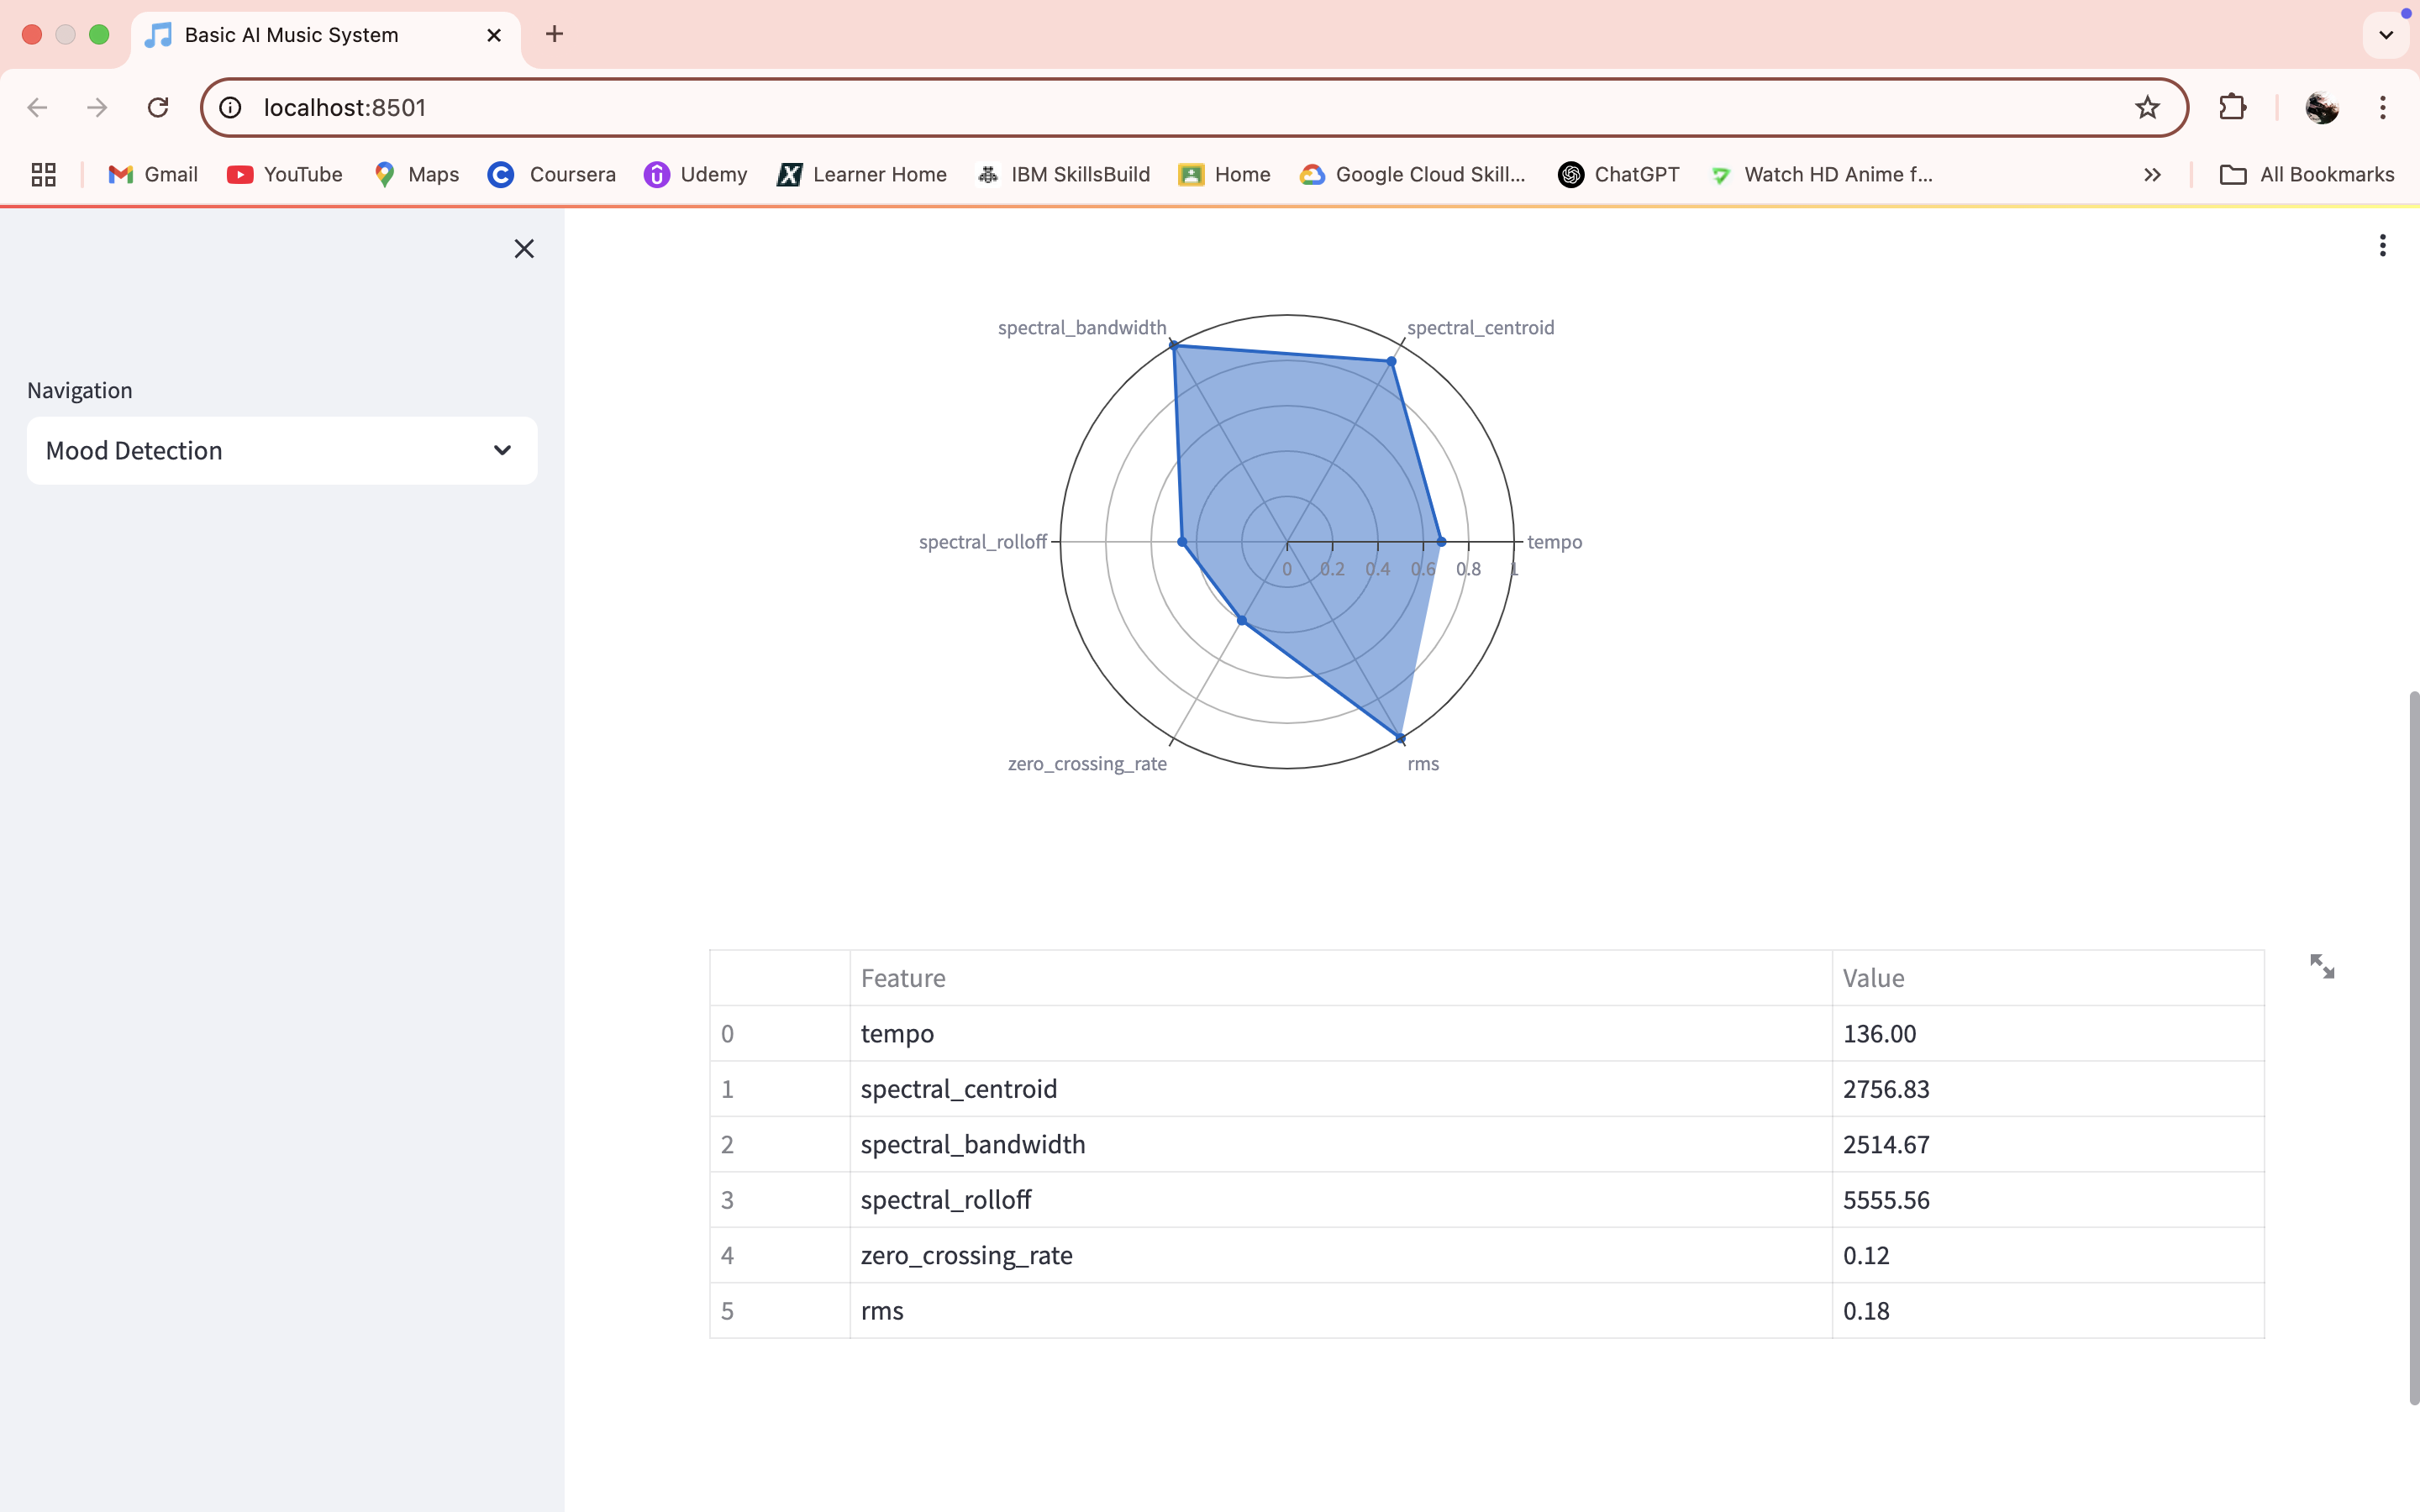 Basic AI Music System
localhost:8501
Gmail YouTube Maps Coursera Udemy Learner Home IBM SkillsBuild Home Google Cloud Skill... ChatGPT Watch HD Anime f... All Bookmarks
Navigation
Mood Detection
spectral_bandwidth spectral_centroid
spectral_rolloff tempo
0 0.2 0.4 0.6 0.8 1
zero_crossing_rate rms
Feature Value
0 tempo 136.00
1 spectral_centroid 2756.83
2 spectral_bandwidth 2514.67
3 spectral_rolloff 5555.56
4 zero_crossing_rate 0.12
5 rms 0.18